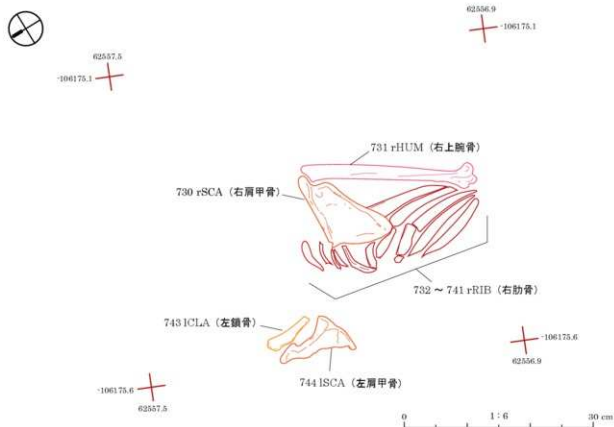 62556.9
-106175.1
62557.5
-106175.1
731 rHUM（右上腕骨）
730 rSCA（右肩甲骨）
732 ～ 741 rRIB（右肋骨）
743 lCLA（左鎖骨）
744 lSCA（左肩甲骨）
-106175.6
62556.9
-106175.6
62557.5
0 1 : 6 30 cm